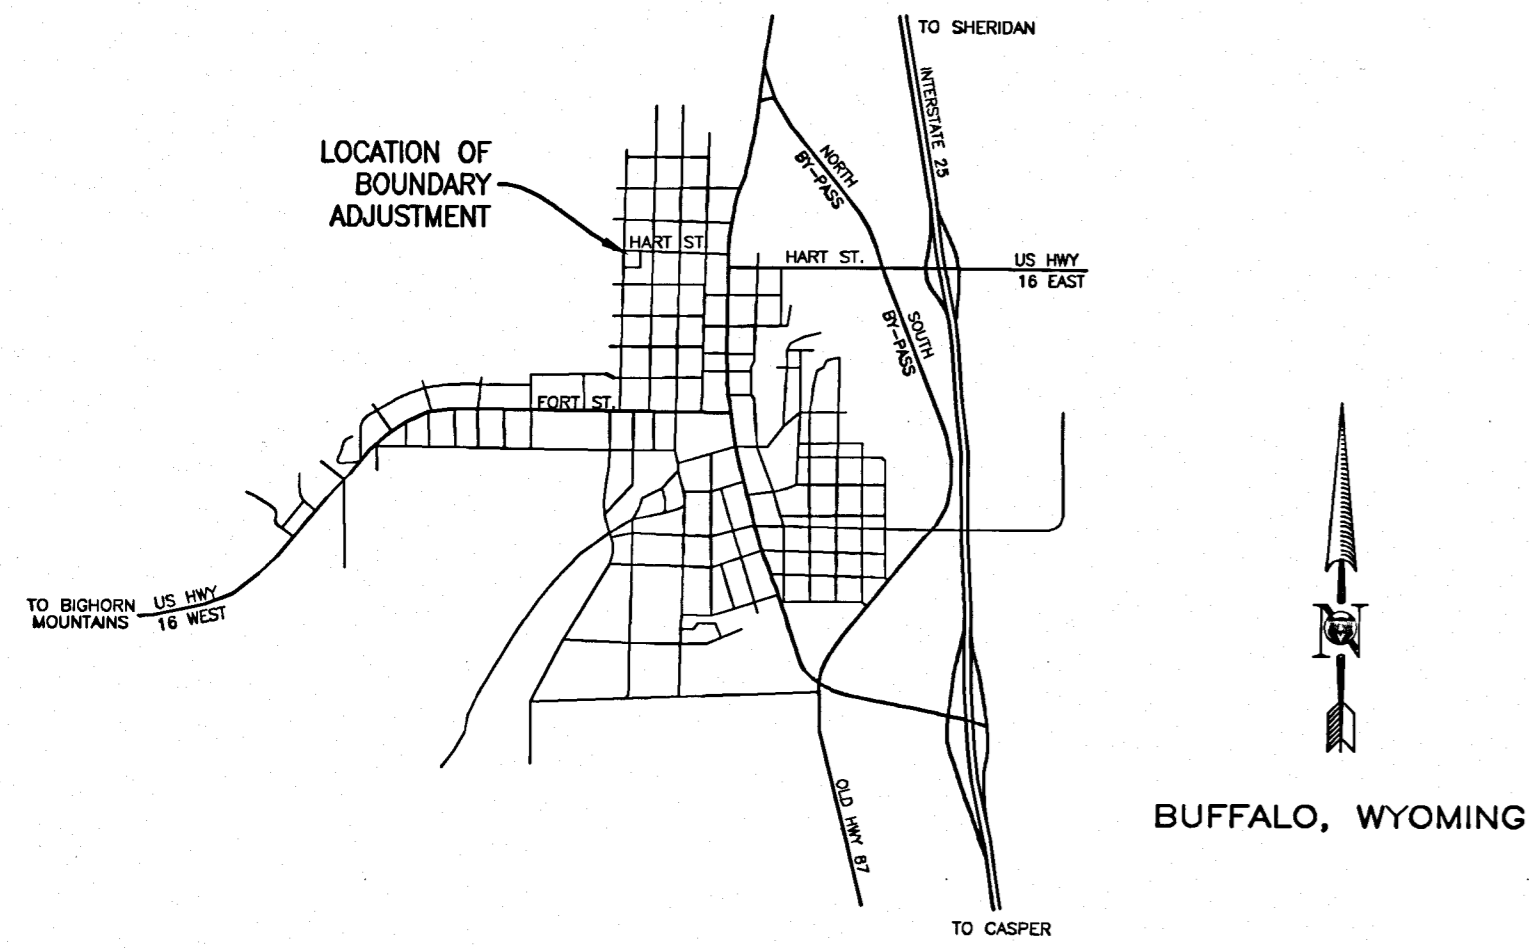 TO SHERIDAN
INTERSTATE 25
LOCATION OF
BOUNDARY
ADJUSTMENT
NORTH
BY-PASS
HART ST.
HART ST.
US HWY
16 EAST
SOUTH
BY-PASS
FORT ST.
TO BIGHORN
MOUNTAINS
US HWY
16 WEST
N
OLD HWY 87
BUFFALO, WYOMING
TO CASPER